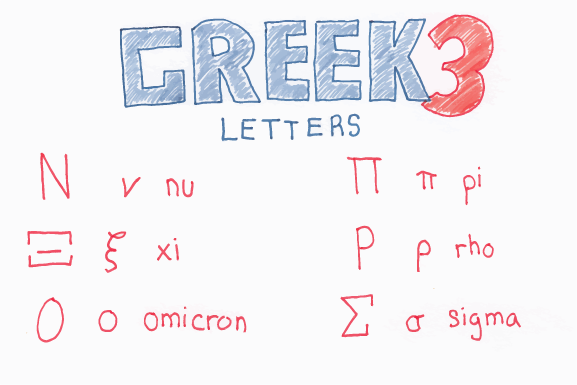 GREEK 3
LETTERS
Ν ν nu
Ξ ξ xi
Ο ο omicron
Π π pi
Ρ ρ rho
Σ σ sigma